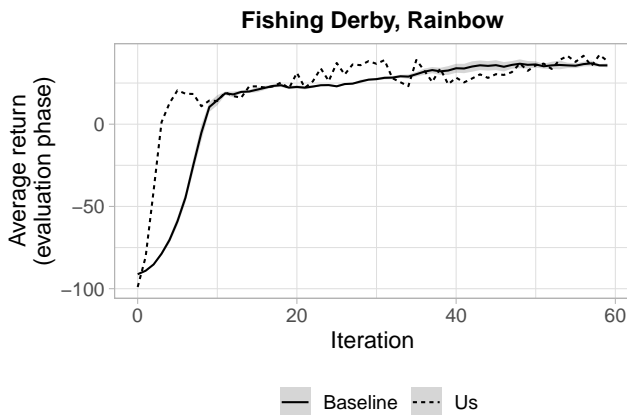 Fishing Derby, Rainbow
Average return
(evaluation phase)
0
−50
−100
0
20
40
60
Iteration
Baseline
Us